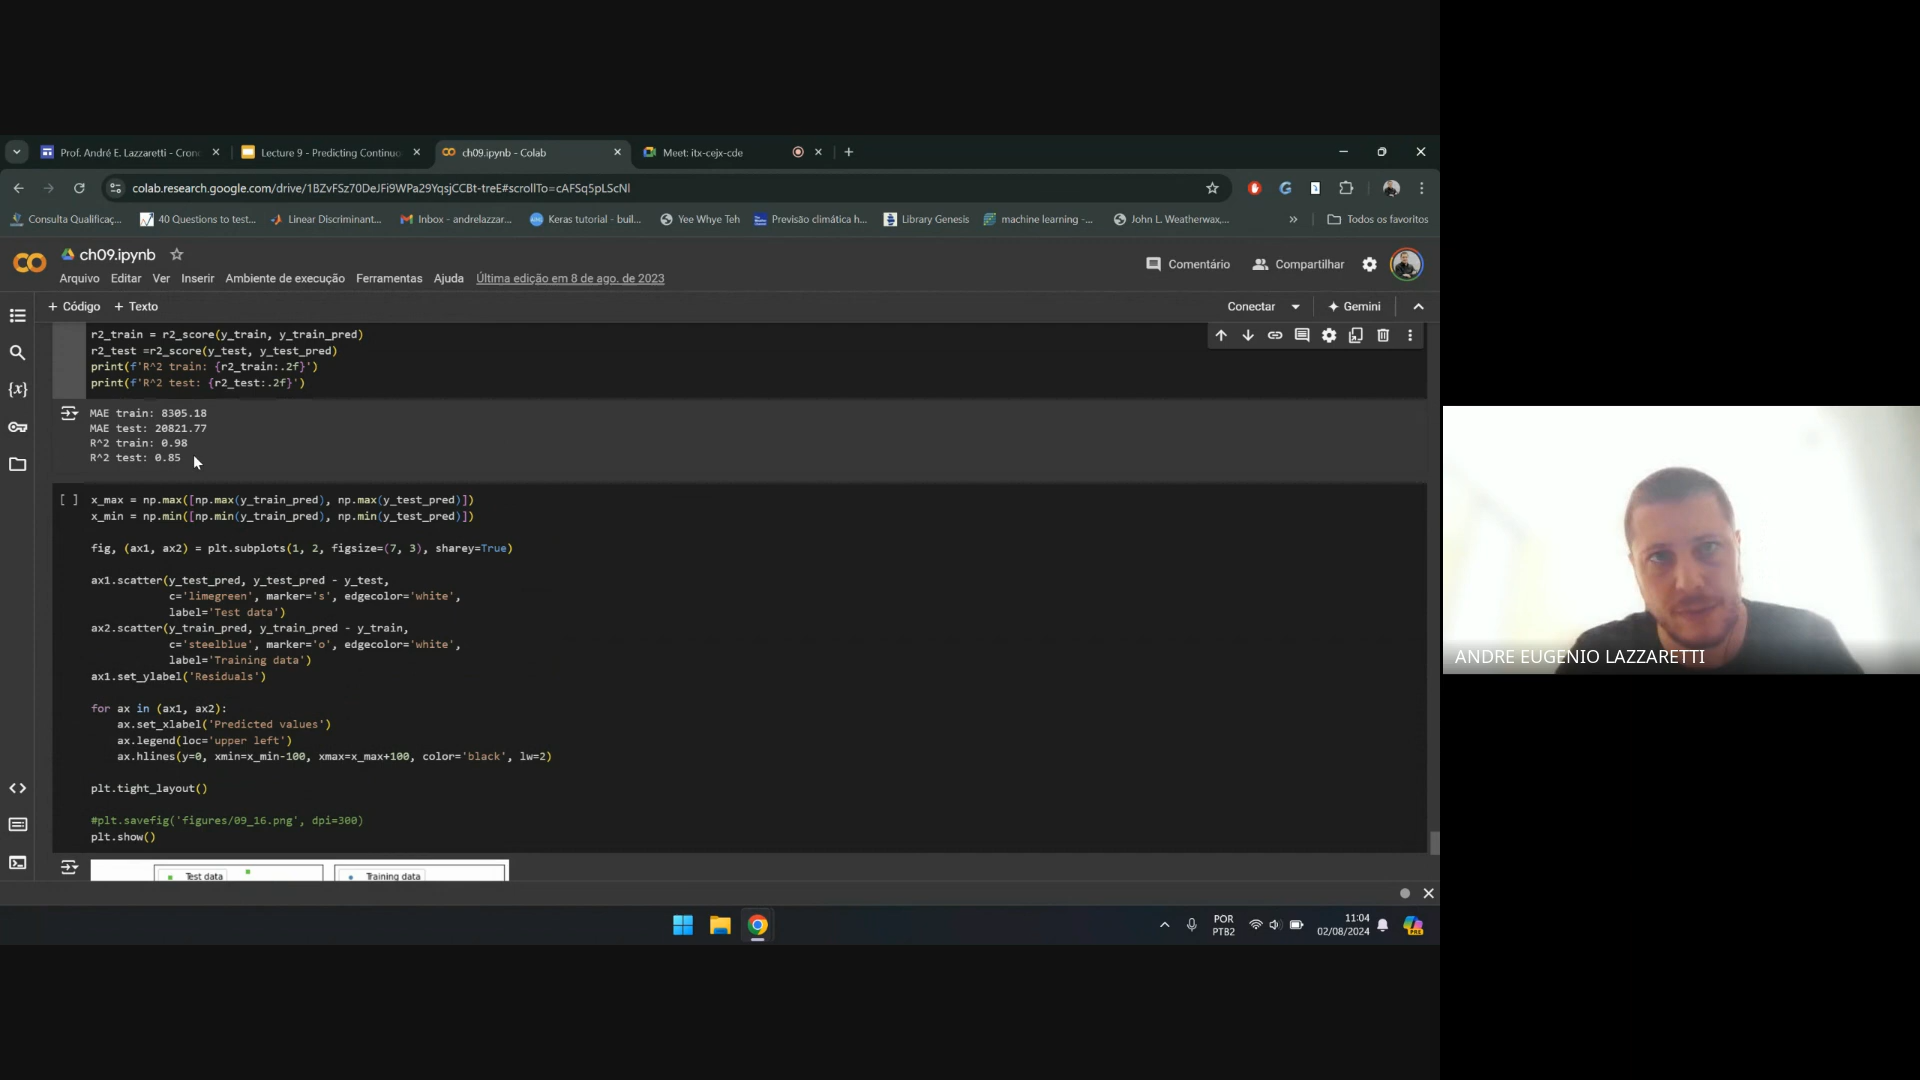 Prof. André E. Lazzaretti - Cron
Lecture 9 - Predicting Continuo
ch09.ipynb - Colab
Meet: itx-cejx-cde
colab.research.google.com/drive/1BZvFSz70DeJFi9WPa29YqsjCCBt-treE#scrollTo=cAFSq5pLScNl
Consulta Qualificaç...
40 Questions to test...
Linear Discriminant...
Inbox - andrelazzar...
Keras tutorial - buil...
Yee Whye Teh
Previsão climática h...
Library Genesis
machine learning -...
John L. Weatherwax,...
»
Todos os favoritos
CO
ch09.ipynb
Comentário
Compartilhar
Arquivo Editar Ver Inserir Ambiente de execução Ferramentas Ajuda Última edição em 8 de ago. de 2023
+ Código + Texto
Conectar
Gemini
r2_train = r2_score(y_train, y_train_pred)
r2_test =r2_score(y_test, y_test_pred)
print(f'R^2 train: {r2_train:.2f}')
print(f'R^2 test: {r2_test:.2f}')
MAE train: 8305.18
MAE test: 20821.77
R^2 train: 0.98
R^2 test: 0.85
[ ] x_max = np.max([np.max(y_train_pred), np.max(y_test_pred)])
x_min = np.min([np.min(y_train_pred), np.min(y_test_pred)])
fig, (ax1, ax2) = plt.subplots(1, 2, figsize=(7, 3), sharey=True)
ax1.scatter(y_test_pred, y_test_pred - y_test,
c='limegreen', marker='s', edgecolor='white',
label='Test data')
ax2.scatter(y_train_pred, y_train_pred - y_train,
c='steelblue', marker='o', edgecolor='white',
label='Training data')
ax1.set_ylabel('Residuals')
for ax in (ax1, ax2):
ax.set_xlabel('Predicted values')
ax.legend(loc='upper left')
ax.hlines(y=0, xmin=x_min-100, xmax=x_max+100, color='black', lw=2)
plt.tight_layout()
#plt.savefig('figures/09_16.png', dpi=300)
plt.show()
Test data
Training data
{x}
POR
PTB2
11:04
02/08/2024
PRE
ANDRE EUGENIO LAZZARETTI